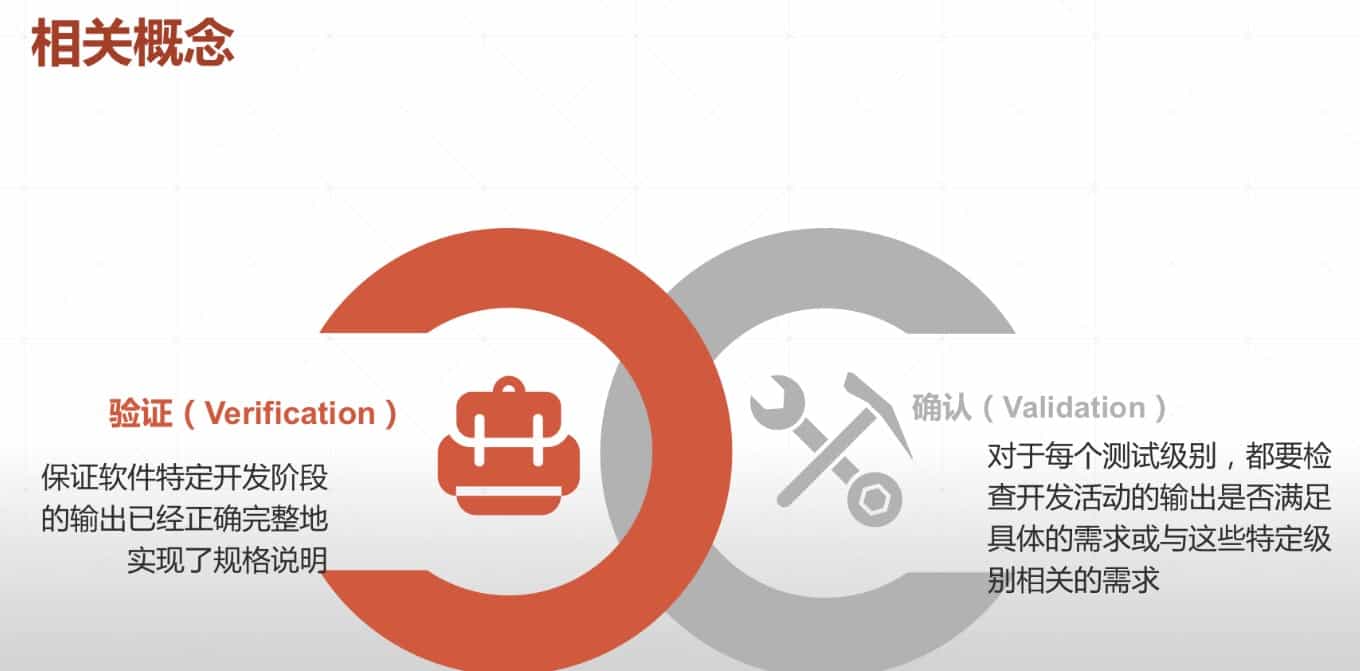 相关概念
验证（Verification）
保证软件特定开发阶段
的输出已经正确完整地
实现了规格说明
确认（Validation）
对于每个测试级别，都要检
查开发活动的输出是否满足
具体的需求或与这些特定级
别相关的需求